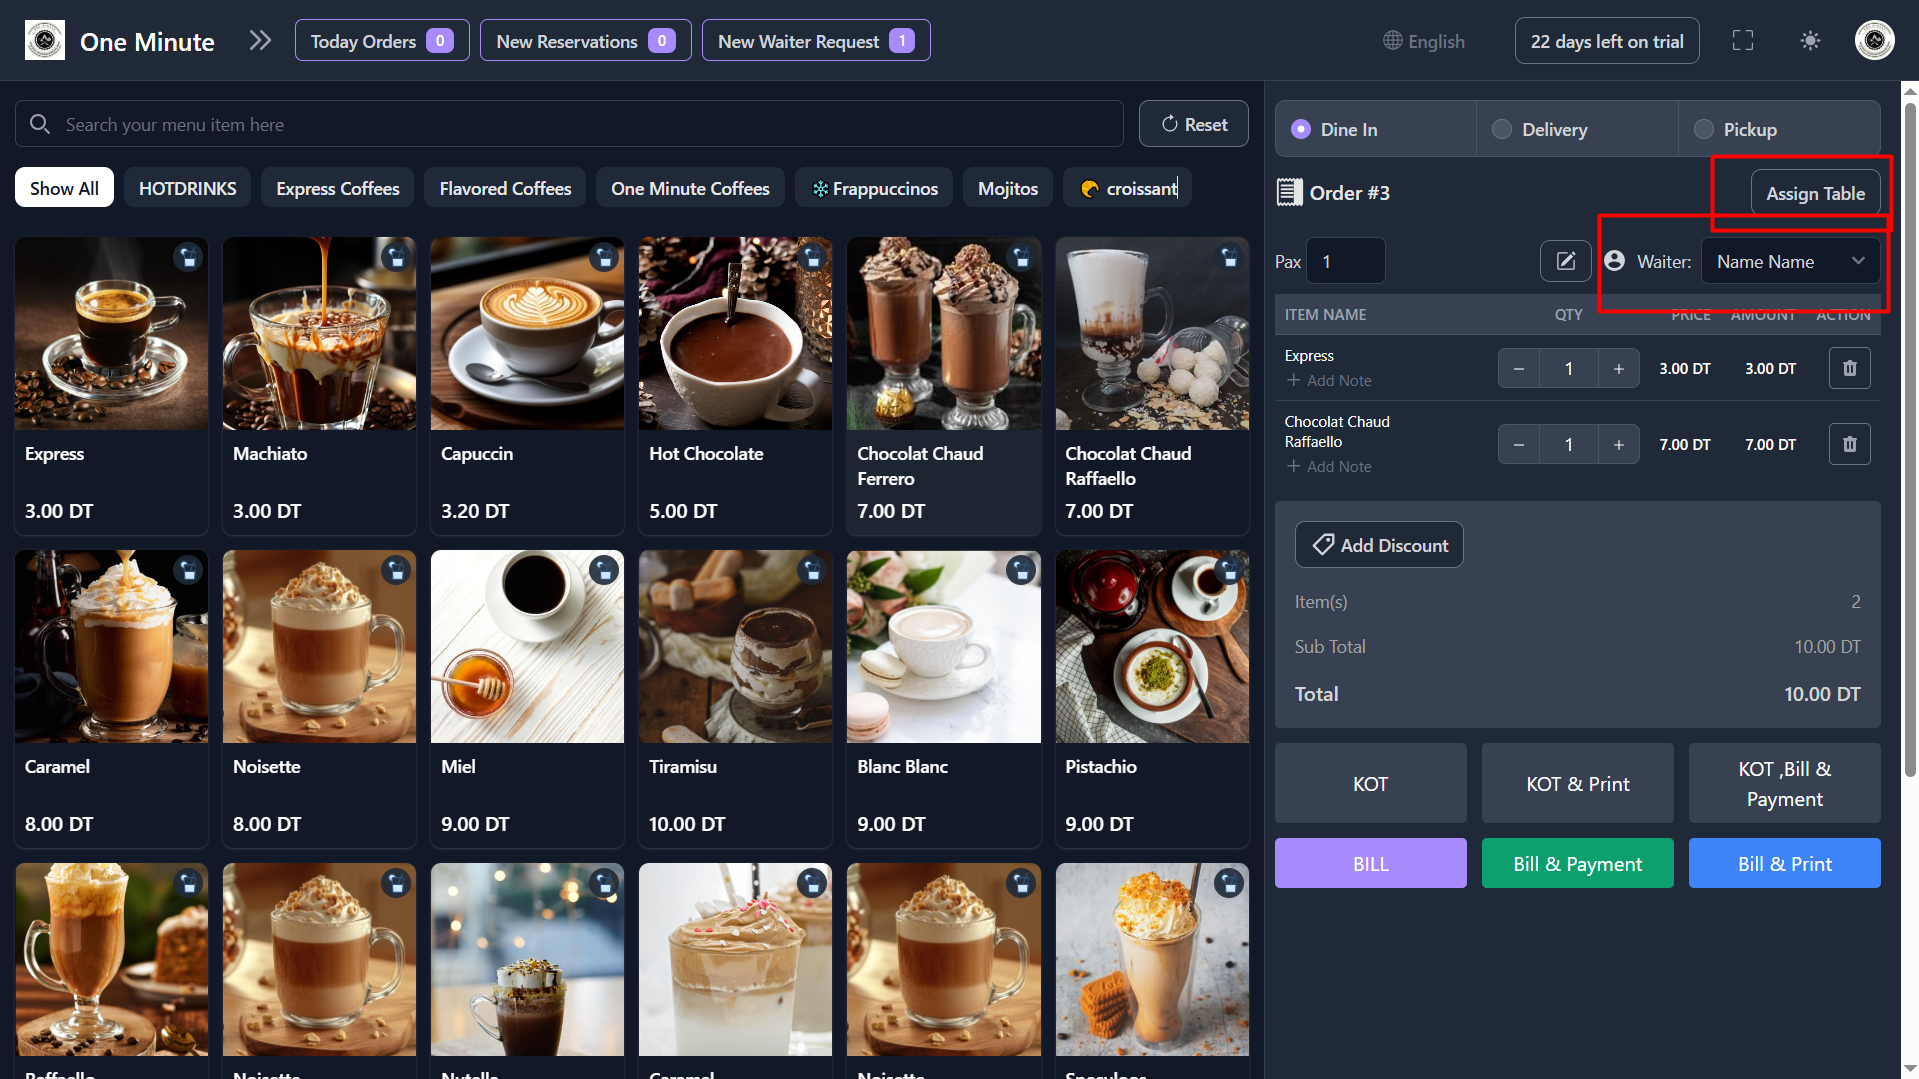 One Minute
Today Orders 0
New Reservations 0
New Waiter Request 1
English
22 days left on trial
Search your menu item here
Reset
Show All
HOTDRINKS
Express Coffees
Flavored Coffees
One Minute Coffees
Frappuccinos
Mojitos
croissant
Express
3.00 DT
Machiato
3.00 DT
Capuccin
3.20 DT
Hot Chocolate
5.00 DT
Chocolat Chaud
Ferrero
7.00 DT
Chocolat Chaud
Raffaello
7.00 DT
Caramel
8.00 DT
Noisette
8.00 DT
Miel
9.00 DT
Tiramisu
10.00 DT
Blanc Blanc
9.00 DT
Pistachio
9.00 DT
Raffaello
Noisette
Nutella
Caramel
Noisette
Speculoos
Dine In
Delivery
Pickup
Order #3
Assign Table
Pax 1
Waiter: Name Name
ITEM NAME QTY PRICE AMOUNT ACTION
Express
+ Add Note
− 1 + 3.00 DT 3.00 DT
Chocolat Chaud
Raffaello
+ Add Note
− 1 + 7.00 DT 7.00 DT
Add Discount
Item(s) 2
Sub Total 10.00 DT
Total 10.00 DT
KOT
KOT & Print
KOT ,Bill &
Payment
BILL
Bill & Payment
Bill & Print